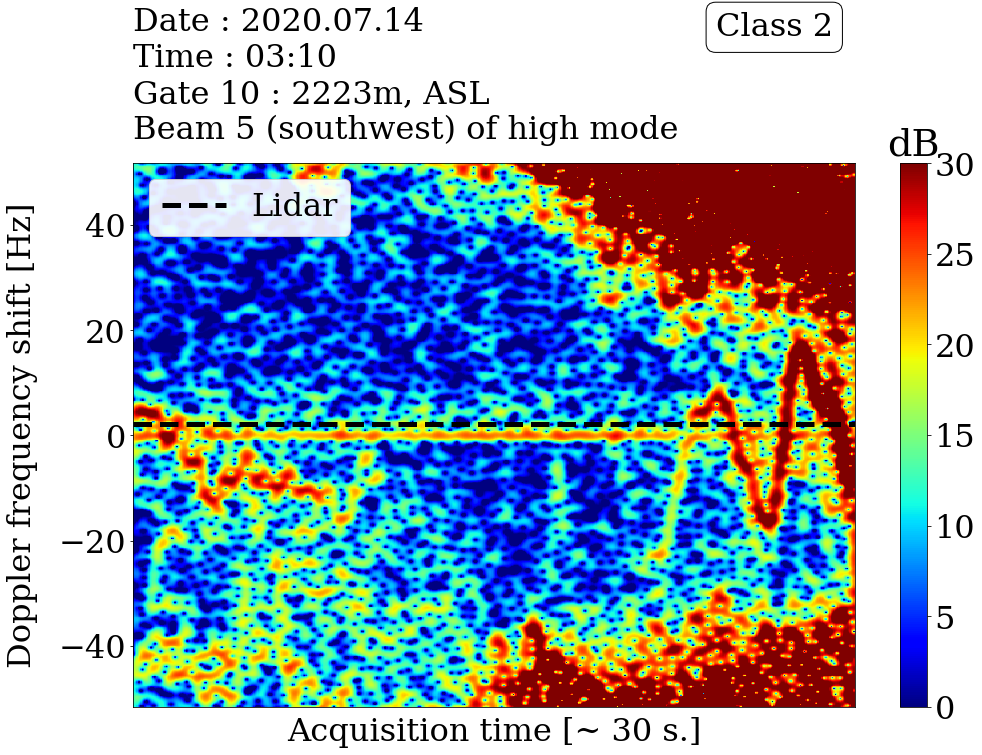 Date : 2020.07.14
Time : 03:10
Gate 10 : 2223m, ASL
Beam 5 (southwest) of high mode
Class 2
dB
Lidar
Doppler frequency shift [Hz]
40
20
0
−20
−40
30
25
20
15
10
5
0
Acquisition time [~ 30 s.]